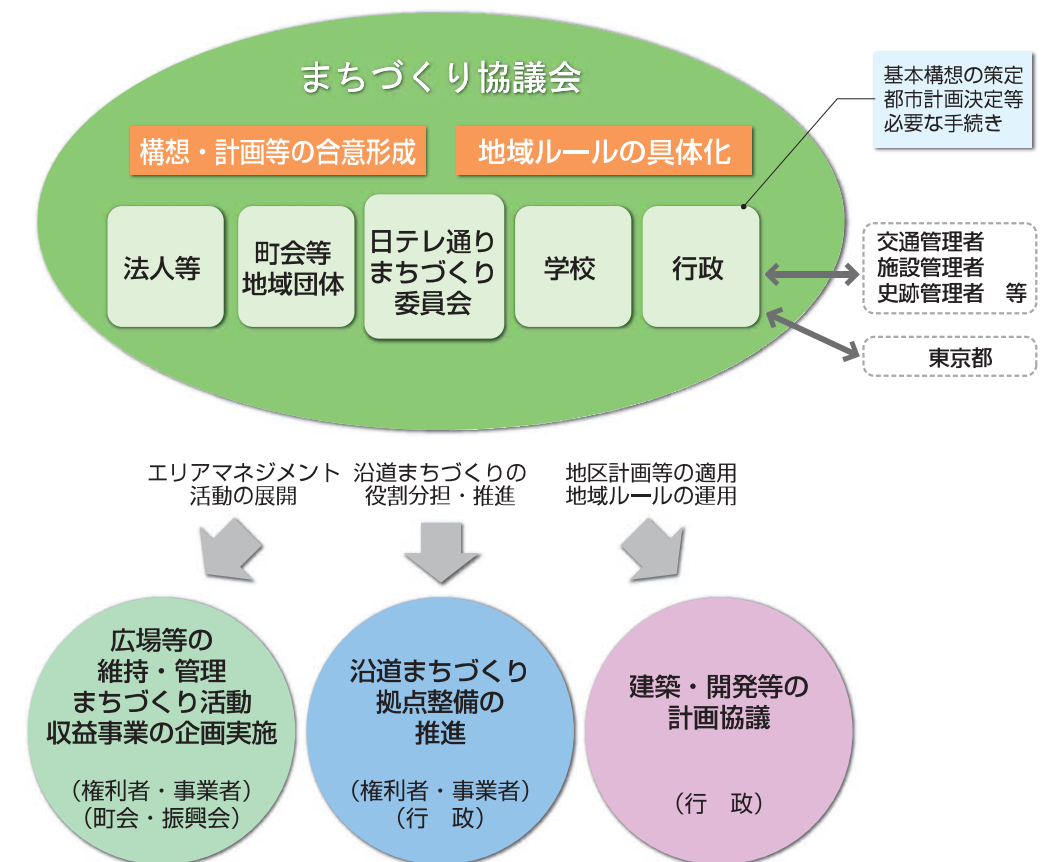 まちづくり協議会
基本構想の策定
都市計画決定等
必要な手続き
構想・計画等の合意形成
地域ルールの具体化
法人等
町会等
地域団体
日テレ通り
まちづくり
委員会
学校
行政
交通管理者
施設管理者
史跡管理者　等
東京都
エリアマネジメント
活動の展開
沿道まちづくりの
役割分担・推進
地区計画等の適用
地域ルールの運用
広場等の
維持・管理
まちづくり活動
収益事業の企画実施
（権利者・事業者）
（町会・振興会）
沿道まちづくり
拠点整備の
推進
（権利者・事業者）
（行　政）
建築・開発等の
計画協議
（行　政）